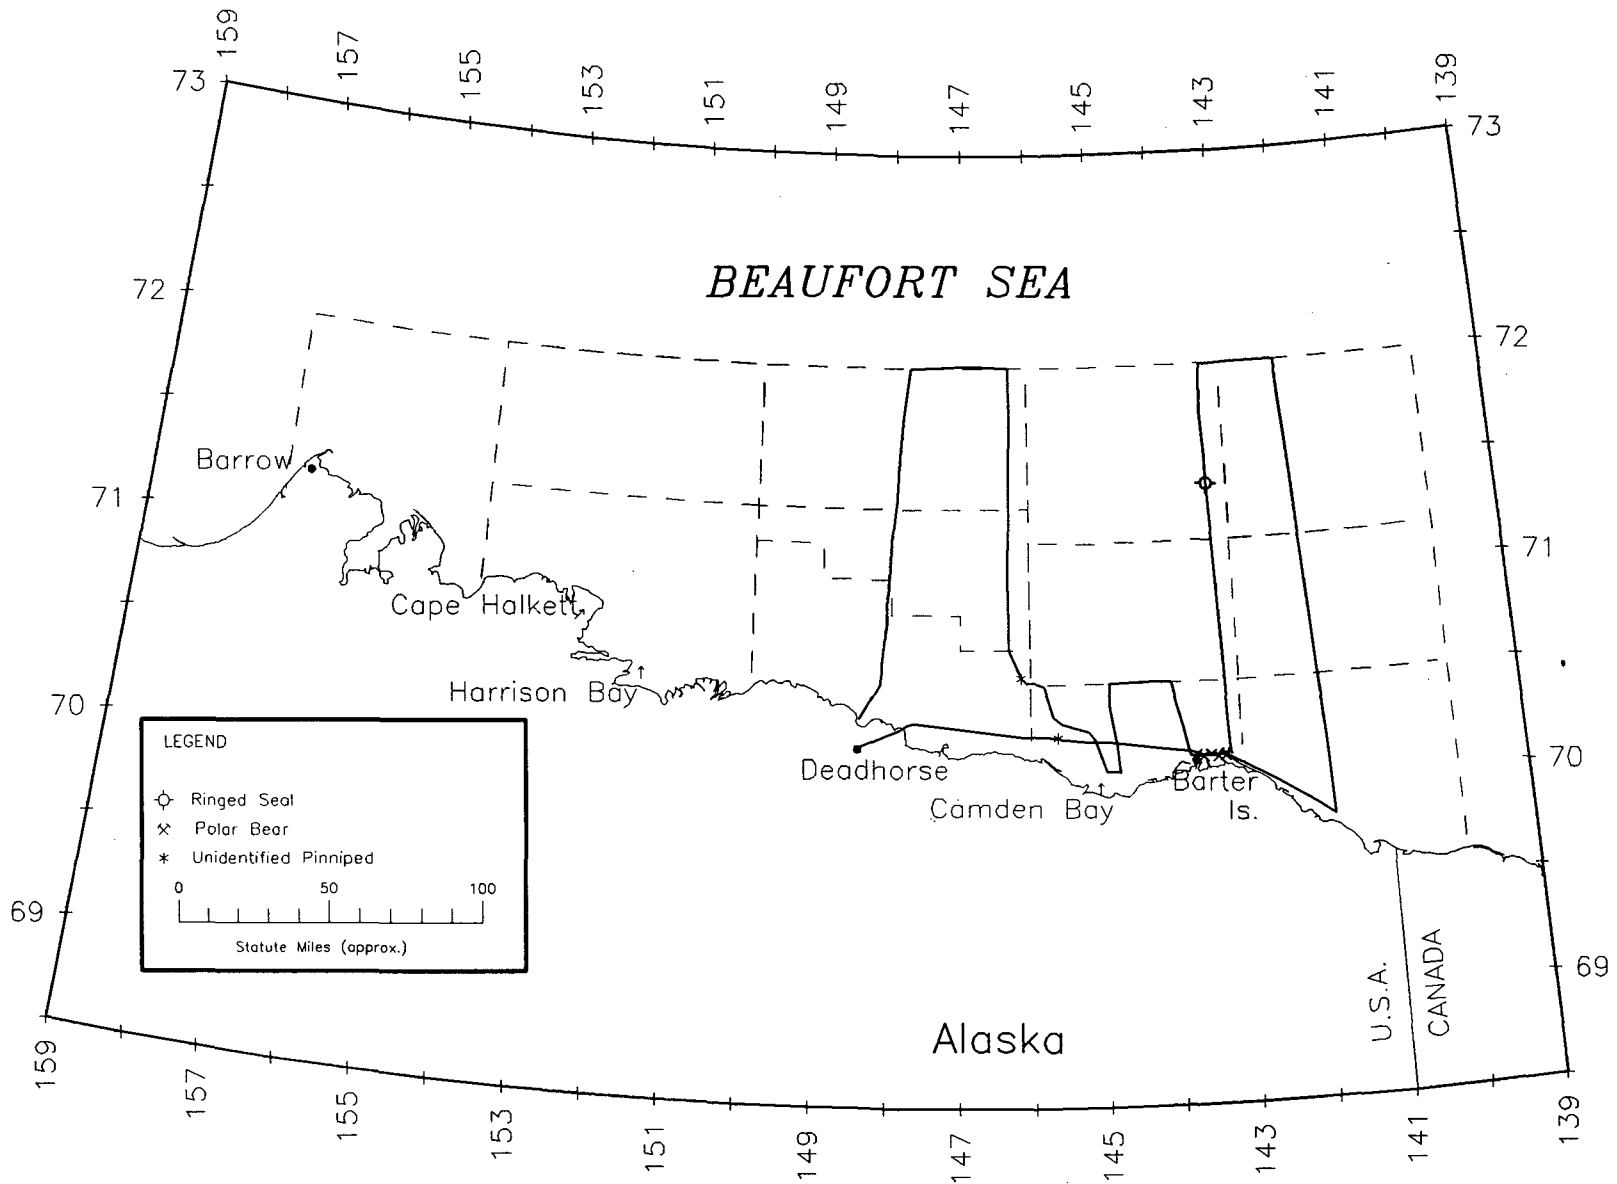 159
157
155
153
151
149
147
145
143
141
139
73
73
BEAUFORT SEA
72
72
Barrow
71
71
Cape Halkett
Harrison Bay
70
70
Deadhorse
Camden Bay
Barter
Is.
LEGEND
Ringed Seal
Polar Bear
Unidentified Pinniped
0 50 100
Statute Miles (approx.)
69
69
U.S.A.
CANADA
Alaska
159
157
155
153
151
149
147
145
143
141
139